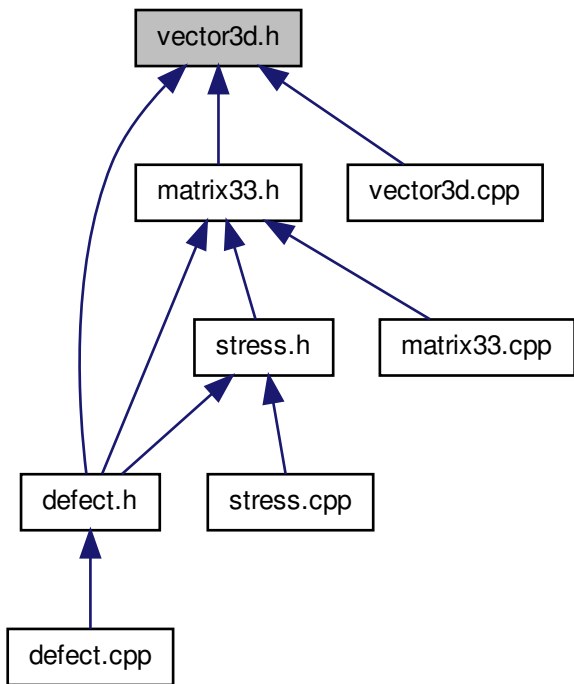 vector3d.h
matrix33.h
vector3d.cpp
stress.h
matrix33.cpp
defect.h
stress.cpp
defect.cpp